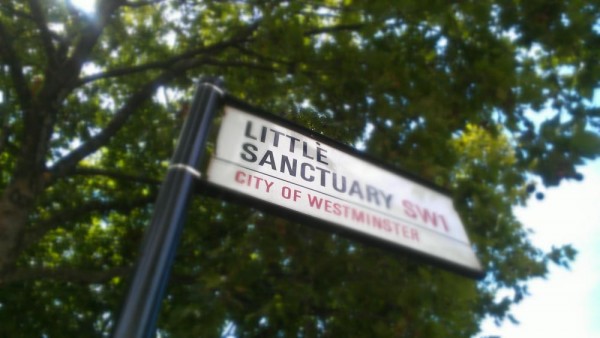 LITTLE
SANCTUARY SW1
CITY OF WESTMINSTER